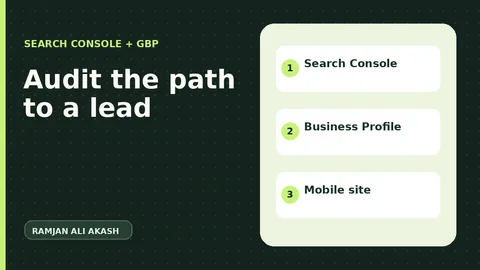 SEARCH CONSOLE + GBP
Audit the path
to a lead
RAMJAN ALI AKASH
1 Search Console
2 Business Profile
3 Mobile site